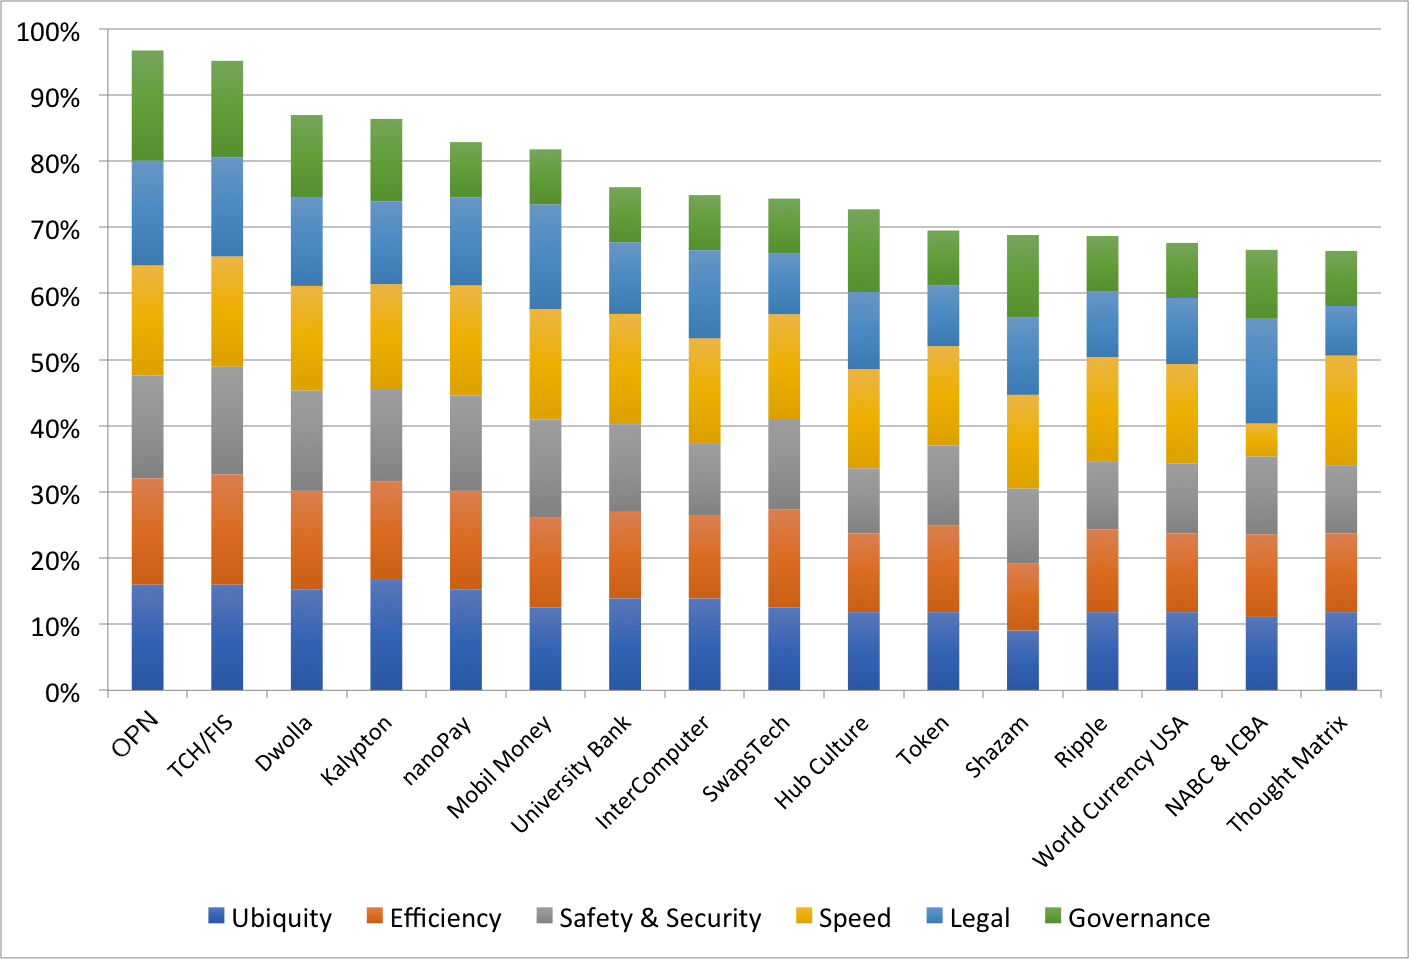 100%
90%
80%
70%
60%
50%
40%
30%
20%
10%
0%
OPN
TCH/FIS
Dwolla
Kalypton
nanoPay
Mobil Money
University Bank
InterComputer
SwapsTech
Hub Culture
Token
Shazam
Ripple
World Currency USA
NABC & ICBA
Thought Matrix
Ubiquity Efficiency Safety & Security Speed Legal Governance